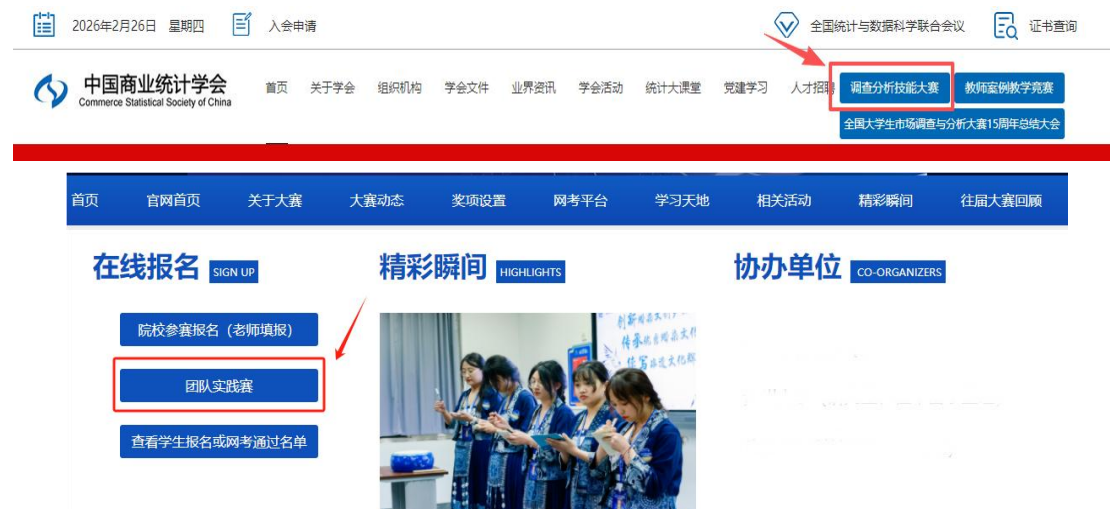 2026年2月26日 星期四 入会申请 全国统计与数据科学联合会议 证书查询
中国商业统计学会
Commerce Statistical Society of China
首页 关于学会 组织机构 学会文件 业界资讯 学会活动 统计大课堂 党建学习 人才招聘 调查分析技能大赛 教师案例教学竞赛
全国大学生市场调查与分析大赛15周年总结大会
首页 官网首页 关于大赛 大赛动态 奖项设置 网考平台 学习天地 相关活动 精彩瞬间 往届大赛回顾
在线报名 SIGN UP
院校参赛报名（老师填报）
团队实践赛
查看学生报名或网考通过名单
精彩瞬间 HIGHLIGHTS
协办单位 CO-ORGANIZERS